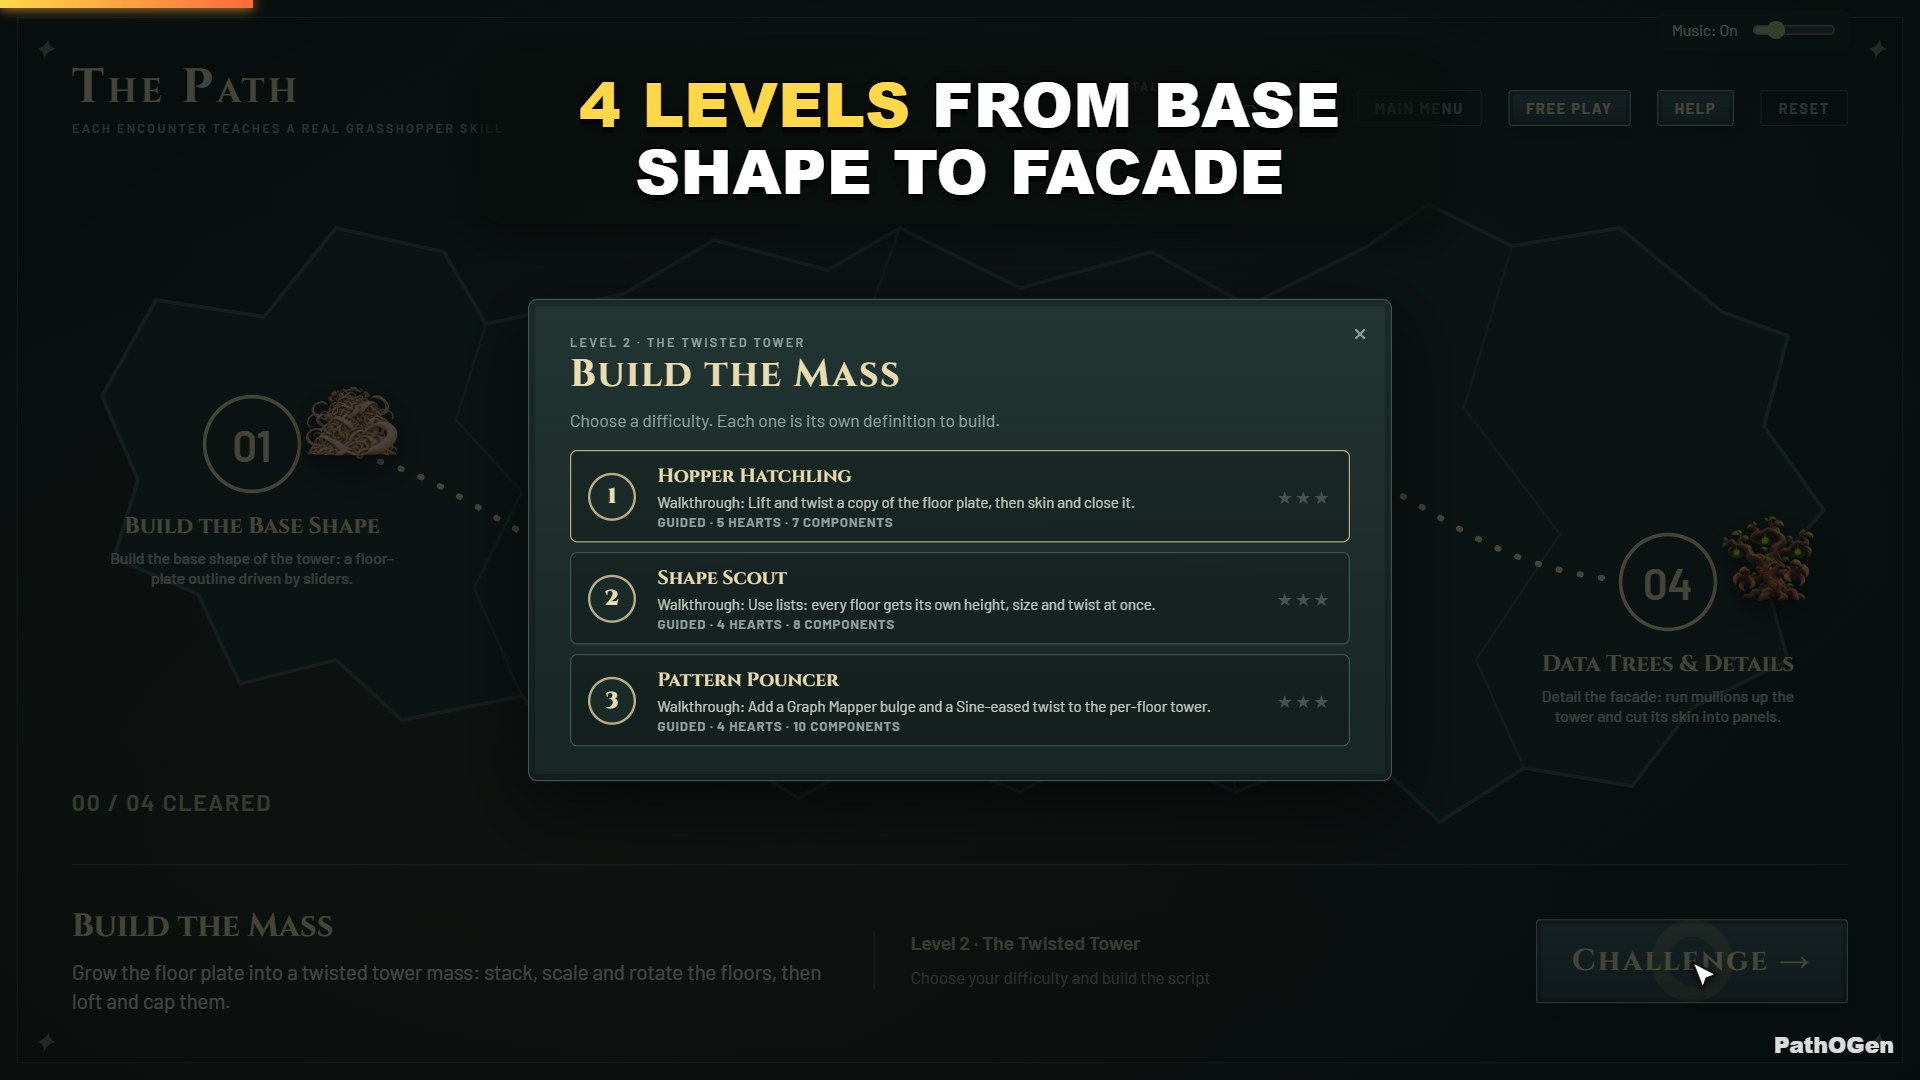 Music: On
The Path
EACH ENCOUNTER TEACHES A REAL GRASSHOPPER SKILL
4 LEVELS FROM BASE
SHAPE TO FACADE
MAIN MENU
FREE PLAY
HELP
RESET
LEVEL 2 · THE TWISTED TOWER
Build the Mass
×
Choose a difficulty. Each one is its own definition to build.
1
Hopper Hatchling
Walkthrough: Lift and twist a copy of the floor plate, then skin and close it.
GUIDED · 5 HEARTS · 7 COMPONENTS
2
Shape Scout
Walkthrough: Use lists: every floor gets its own height, size and twist at once.
GUIDED · 4 HEARTS · 8 COMPONENTS
3
Pattern Pouncer
Walkthrough: Add a Graph Mapper bulge and a Sine-eased twist to the per-floor tower.
GUIDED · 4 HEARTS · 10 COMPONENTS
01
Build the Base Shape
Build the base shape of the tower: a floor-
plate outline driven by sliders.
04
Data Trees & Details
Detail the facade: run mullions up the
tower and cut its skin into panels.
00 / 04 CLEARED
Build the Mass
Grow the floor plate into a twisted tower mass: stack, scale and rotate the floors, then
loft and cap them.
Level 2 · The Twisted Tower
Choose your difficulty and build the script
Challenge →
PathOGen